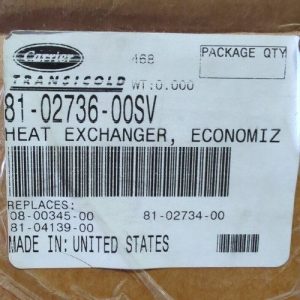 Carrier
468
PACKAGE QTY
TRANSICOLD
WT:0.000
81-02736-00SV
HEAT EXCHANGER, ECONOMIZ
REPLACES:
08-00345-00 81-02734-00
81-04139-00
MADE IN: UNITED STATES